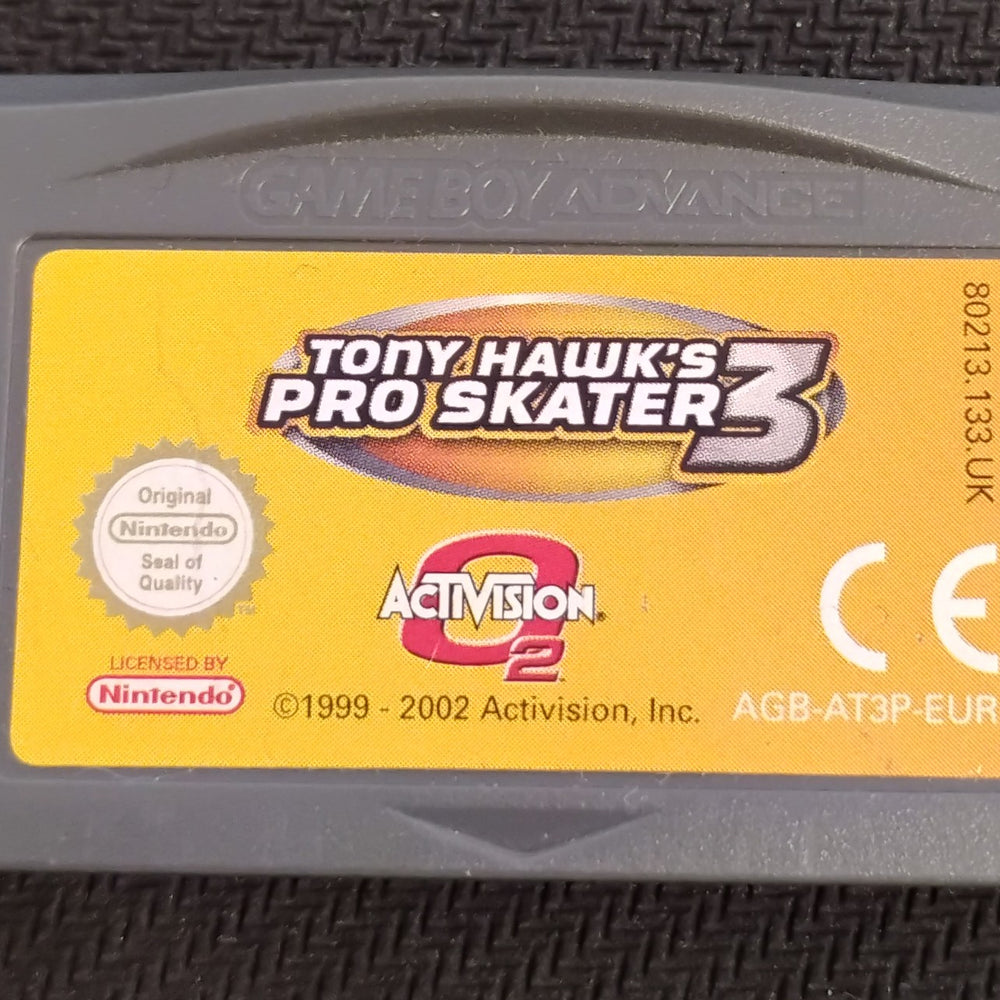 GAME BOY ADVANCE
TONY HAWK'S
PRO SKATER 3
80213.133.UK
Original
Nintendo
Seal of
Quality
TM
ACTIVISION
O2
CE
LICENSED BY
Nintendo®
©1999 - 2002 Activision, Inc.
AGB-AT3P-EUR